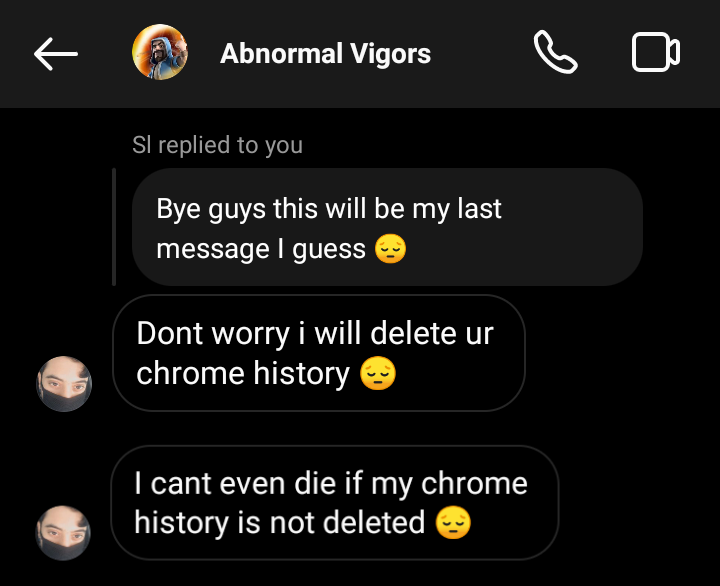 Abnormal Vigors
Sl replied to you
Bye guys this will be my last
message I guess 😔
Dont worry i will delete ur
chrome history 😔
I cant even die if my chrome
history is not deleted 😔